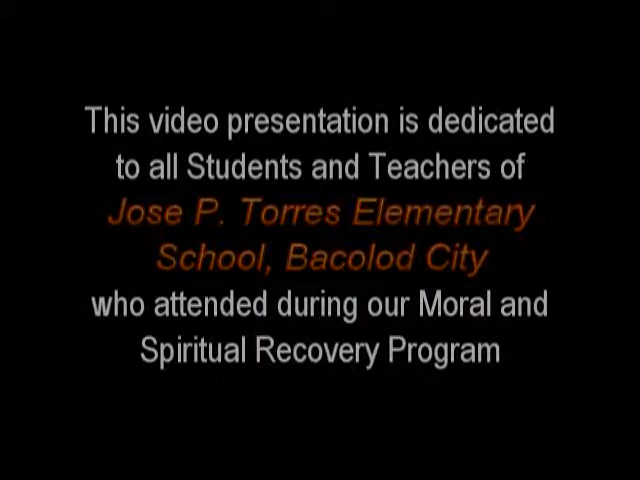 This video presentation is dedicated
to all Students and Teachers of
Jose P. Torres Elementary
School, Bacolod City
who attended during our Moral and
Spiritual Recovery Program